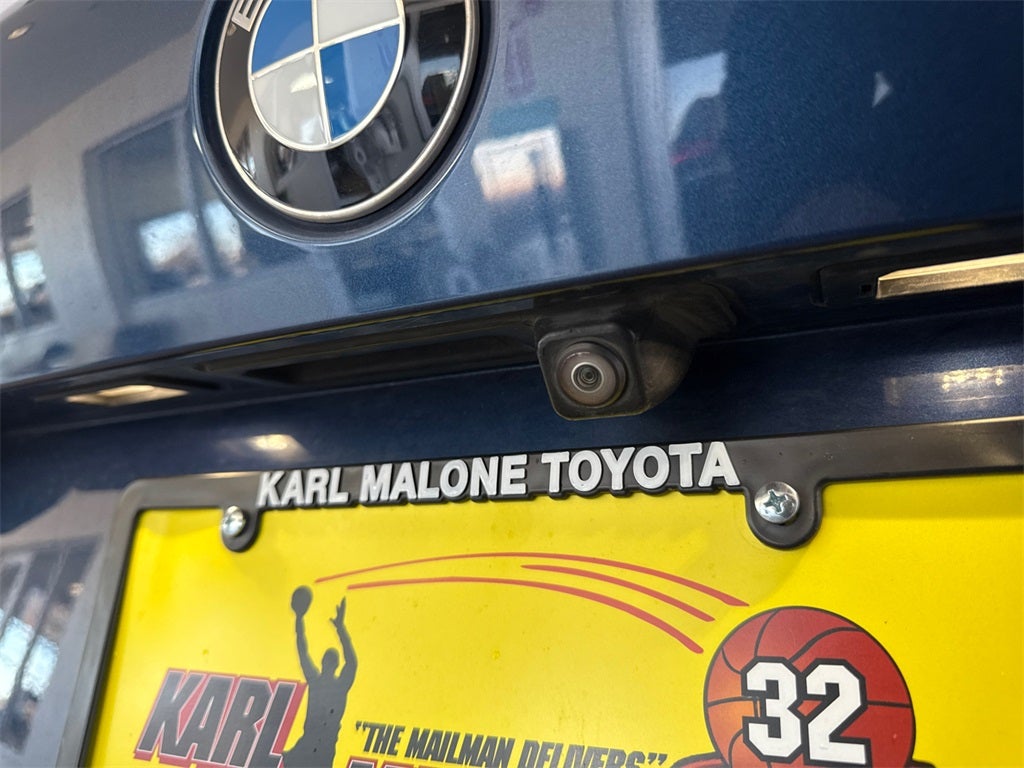 KARL MALONE TOYOTA
KARL
"THE MAILMAN DELIVERS"
32